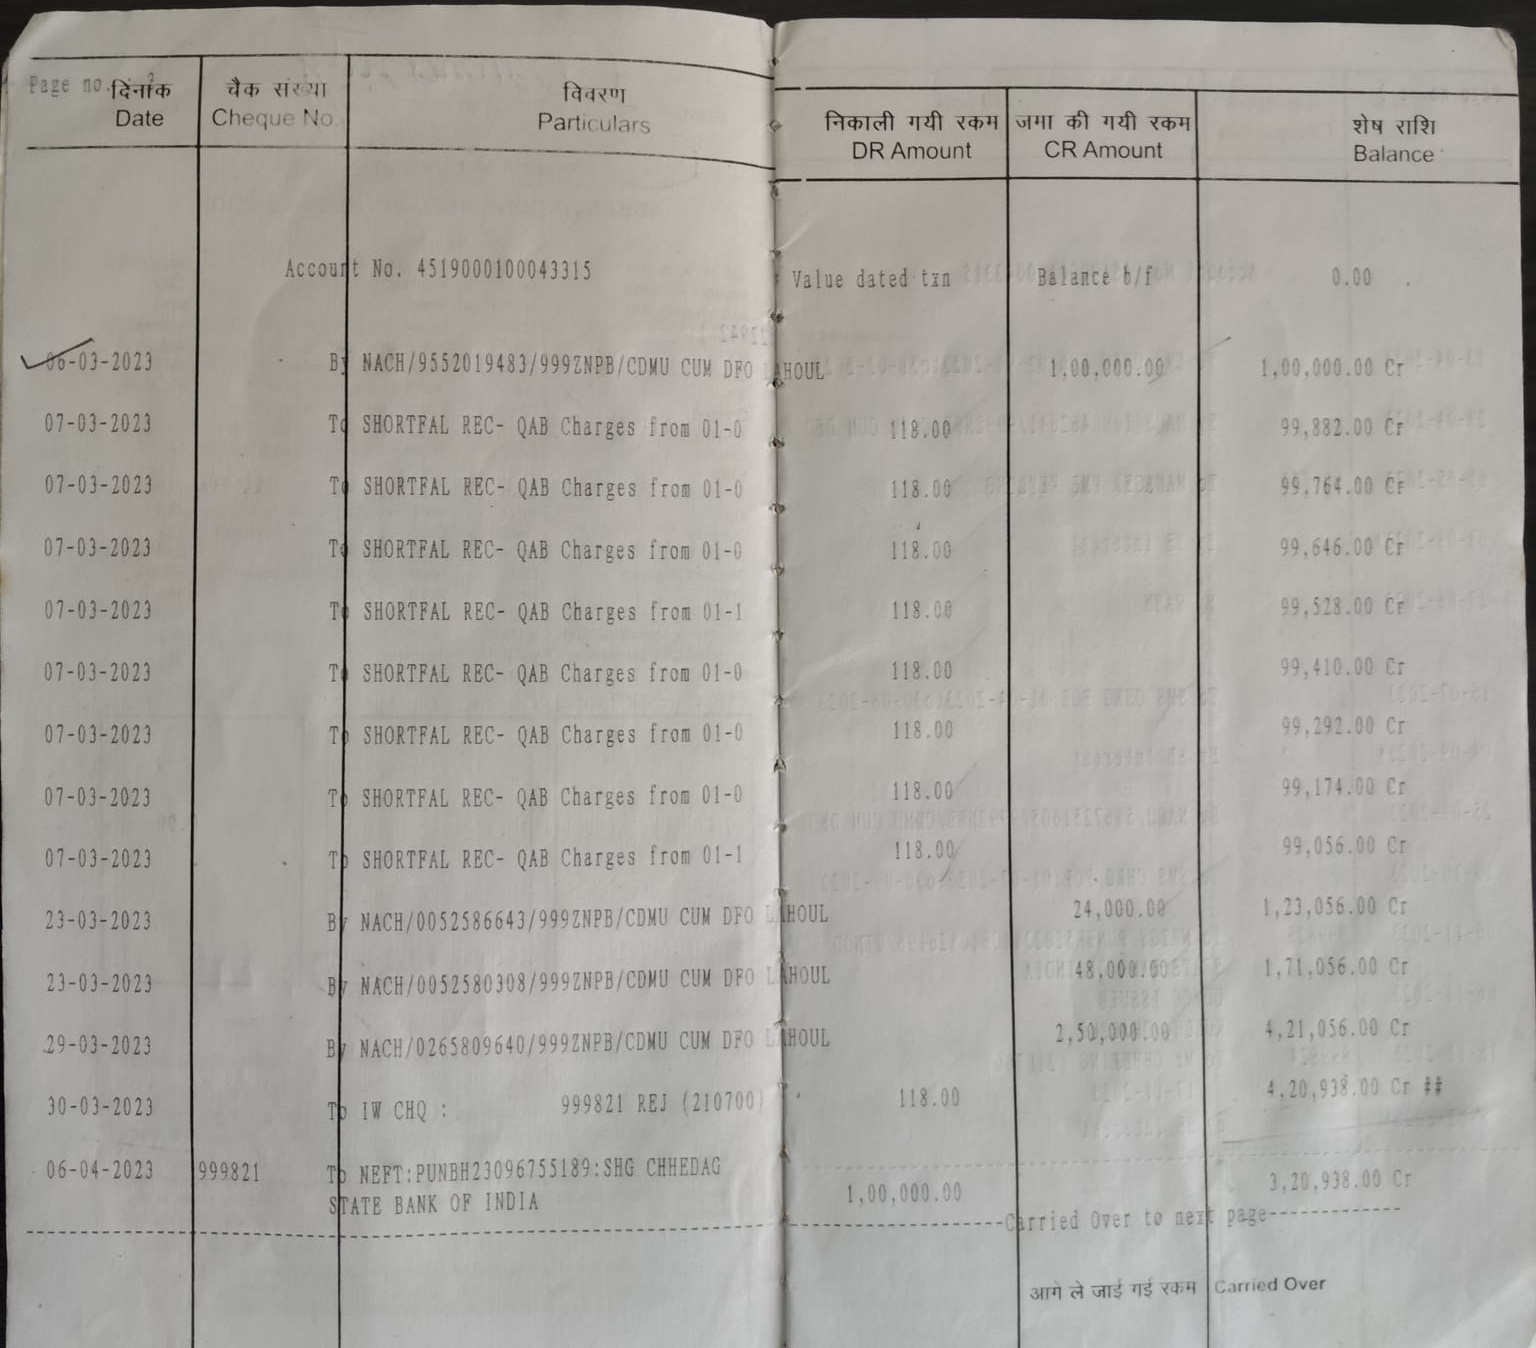 Page no.
दिनांक चैक संख्या विवरण निकाली गयी रकम जमा की गयी रकम शेष राशि
Date Cheque No. Particulars DR Amount CR Amount Balance
Account No. 4519000100043315 Value dated txn Balance b/f 0.00
06-03-2023 By NACH/9552019483/999ZNPB/CDMU CUM DFO LAHOUL 1,00,000.00 1,00,000.00 Cr
07-03-2023 To SHORTFAL REC- QAB Charges from 01-0 118.00 99,882.00 Cr
07-03-2023 To SHORTFAL REC- QAB Charges from 01-0 118.00 99,764.00 Cr
07-03-2023 To SHORTFAL REC- QAB Charges from 01-0 118.00 99,646.00 Cr
07-03-2023 To SHORTFAL REC- QAB Charges from 01-1 118.00 99,528.00 Cr
07-03-2023 To SHORTFAL REC- QAB Charges from 01-0 118.00 99,410.00 Cr
07-03-2023 To SHORTFAL REC- QAB Charges from 01-0 118.00 99,292.00 Cr
07-03-2023 To SHORTFAL REC- QAB Charges from 01-0 118.00 99,174.00 Cr
07-03-2023 To SHORTFAL REC- QAB Charges from 01-1 118.00 99,056.00 Cr
23-03-2023 By NACH/0052586643/999ZNPB/CDMU CUM DFO LAHOUL 24,000.00 1,23,056.00 Cr
23-03-2023 By NACH/0052580308/999ZNPB/CDMU CUM DFO LAHOUL 48,000.00 1,71,056.00 Cr
29-03-2023 By NACH/0265809640/999ZNPB/CDMU CUM DFO LAHOUL 2,50,000.00 4,21,056.00 Cr
30-03-2023 To IW CHQ : 999821 REJ (210700) 118.00 4,20,938.00 Cr ##
06-04-2023 999821 To NEFT:PUNBH23096755189:SHG CHHEDAG
STATE BANK OF INDIA 1,00,000.00 3,20,938.00 Cr
Carried Over to next page
आगे ले जाई गई रकम Carried Over